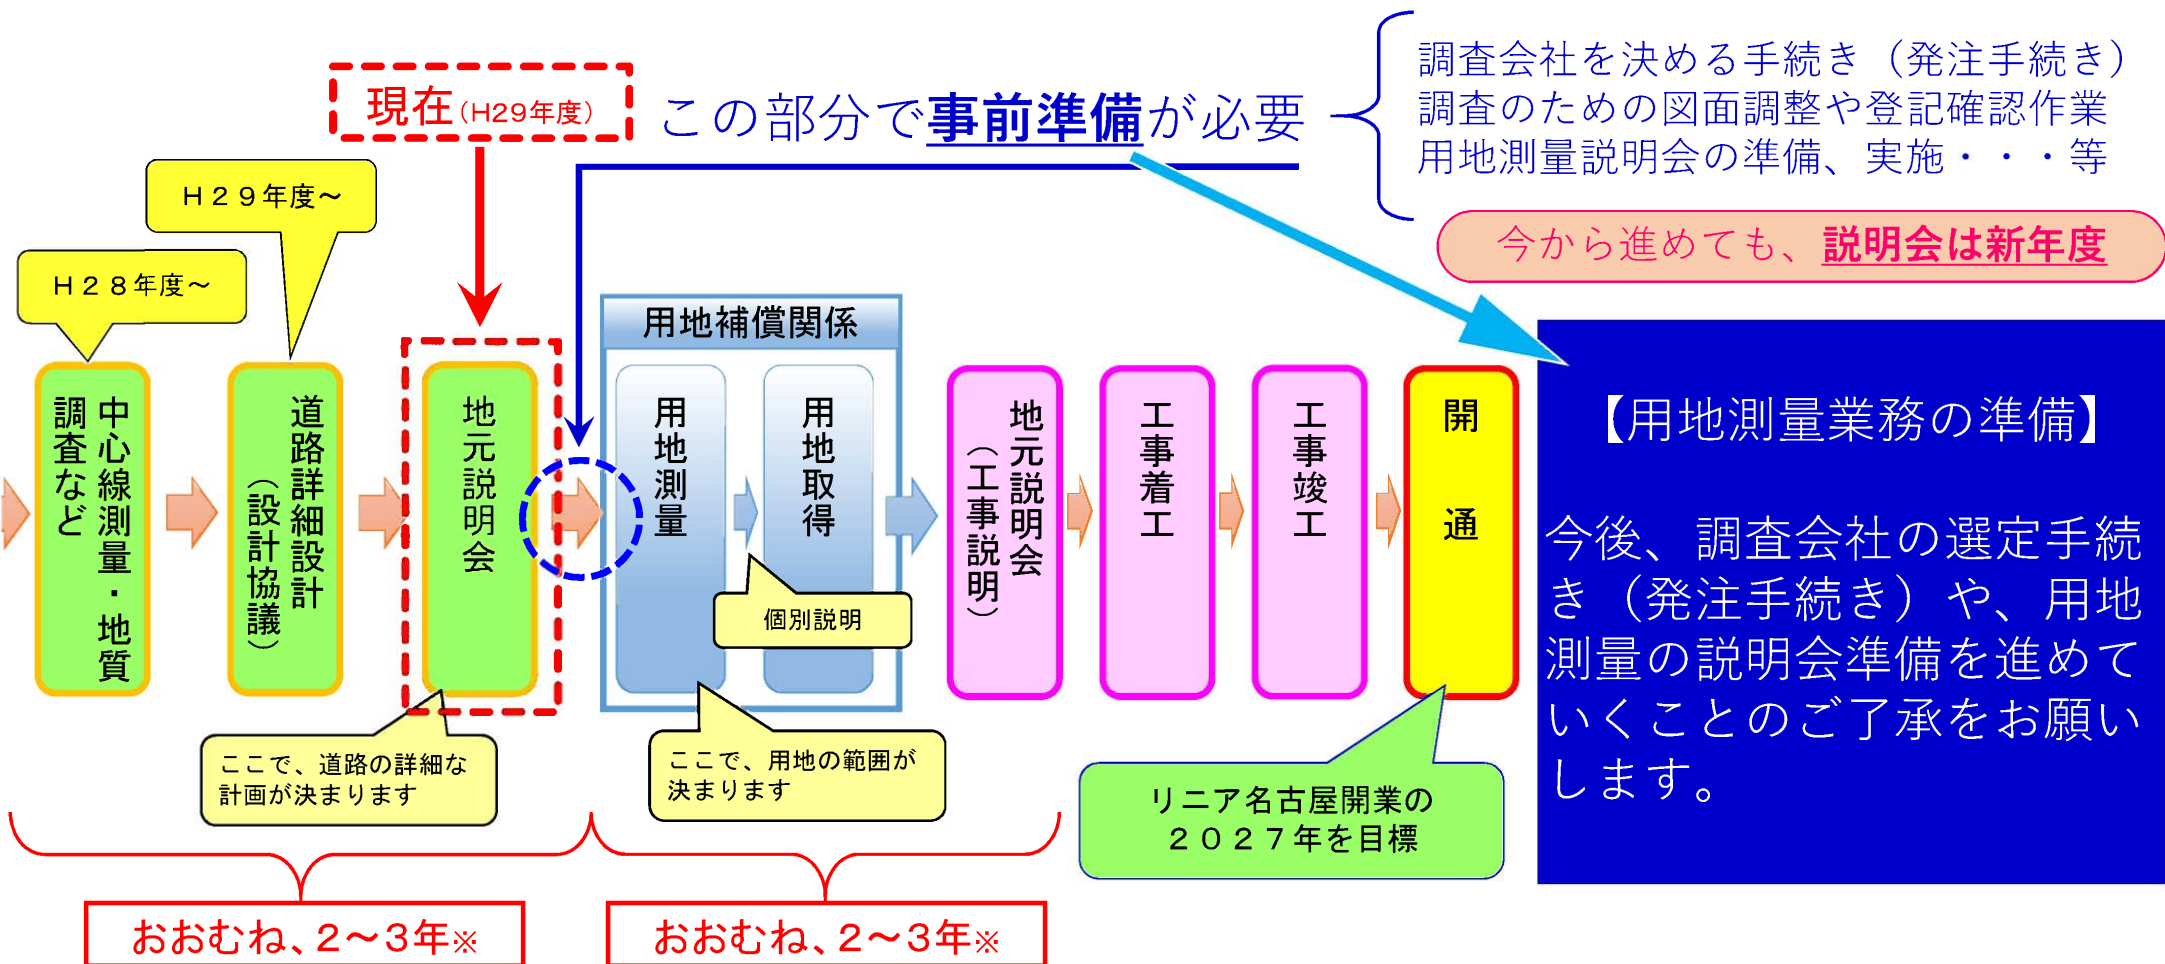 現在(H29年度)
この部分で事前準備が必要
調査会社を決める手続き（発注手続き）
調査のための図面調整や登記確認作業
用地測量説明会の準備、実施・・・等
今から進めても、説明会は新年度
Ｈ２９年度～
Ｈ２８年度～
中心線測量・地質
調査など
道路詳細設計
（設計協議）
地元説明会
用地補償関係
用地測量
用地取得
個別説明
地元説明会
（工事説明）
工事着工
工事竣工
開通
ここで、道路の詳細な
計画が決まります
ここで、用地の範囲が
決まります
リニア名古屋開業の
２０２７年を目標
おおむね、2～3年※
おおむね、2～3年※
【用地測量業務の準備】
今後、調査会社の選定手続
き（発注手続き）や、用地
測量の説明会準備を進めて
いくことのご了承をお願い
します。